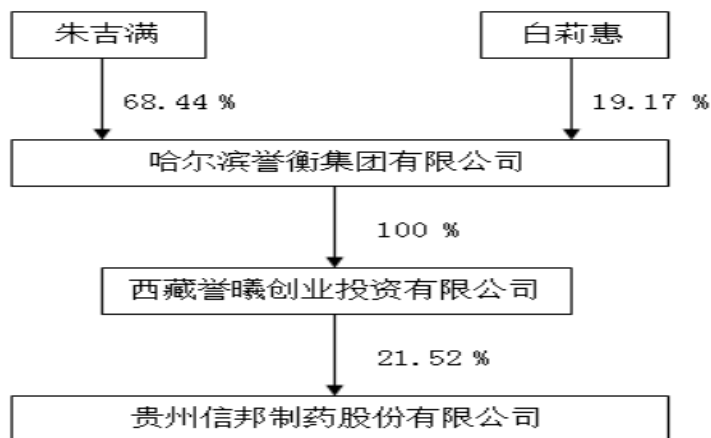 朱吉满
白莉惠
68.44 %
19.17 %
哈尔滨誉衡集团有限公司
100 %
西藏誉曦创业投资有限公司
21.52 %
贵州信邦制药股份有限公司